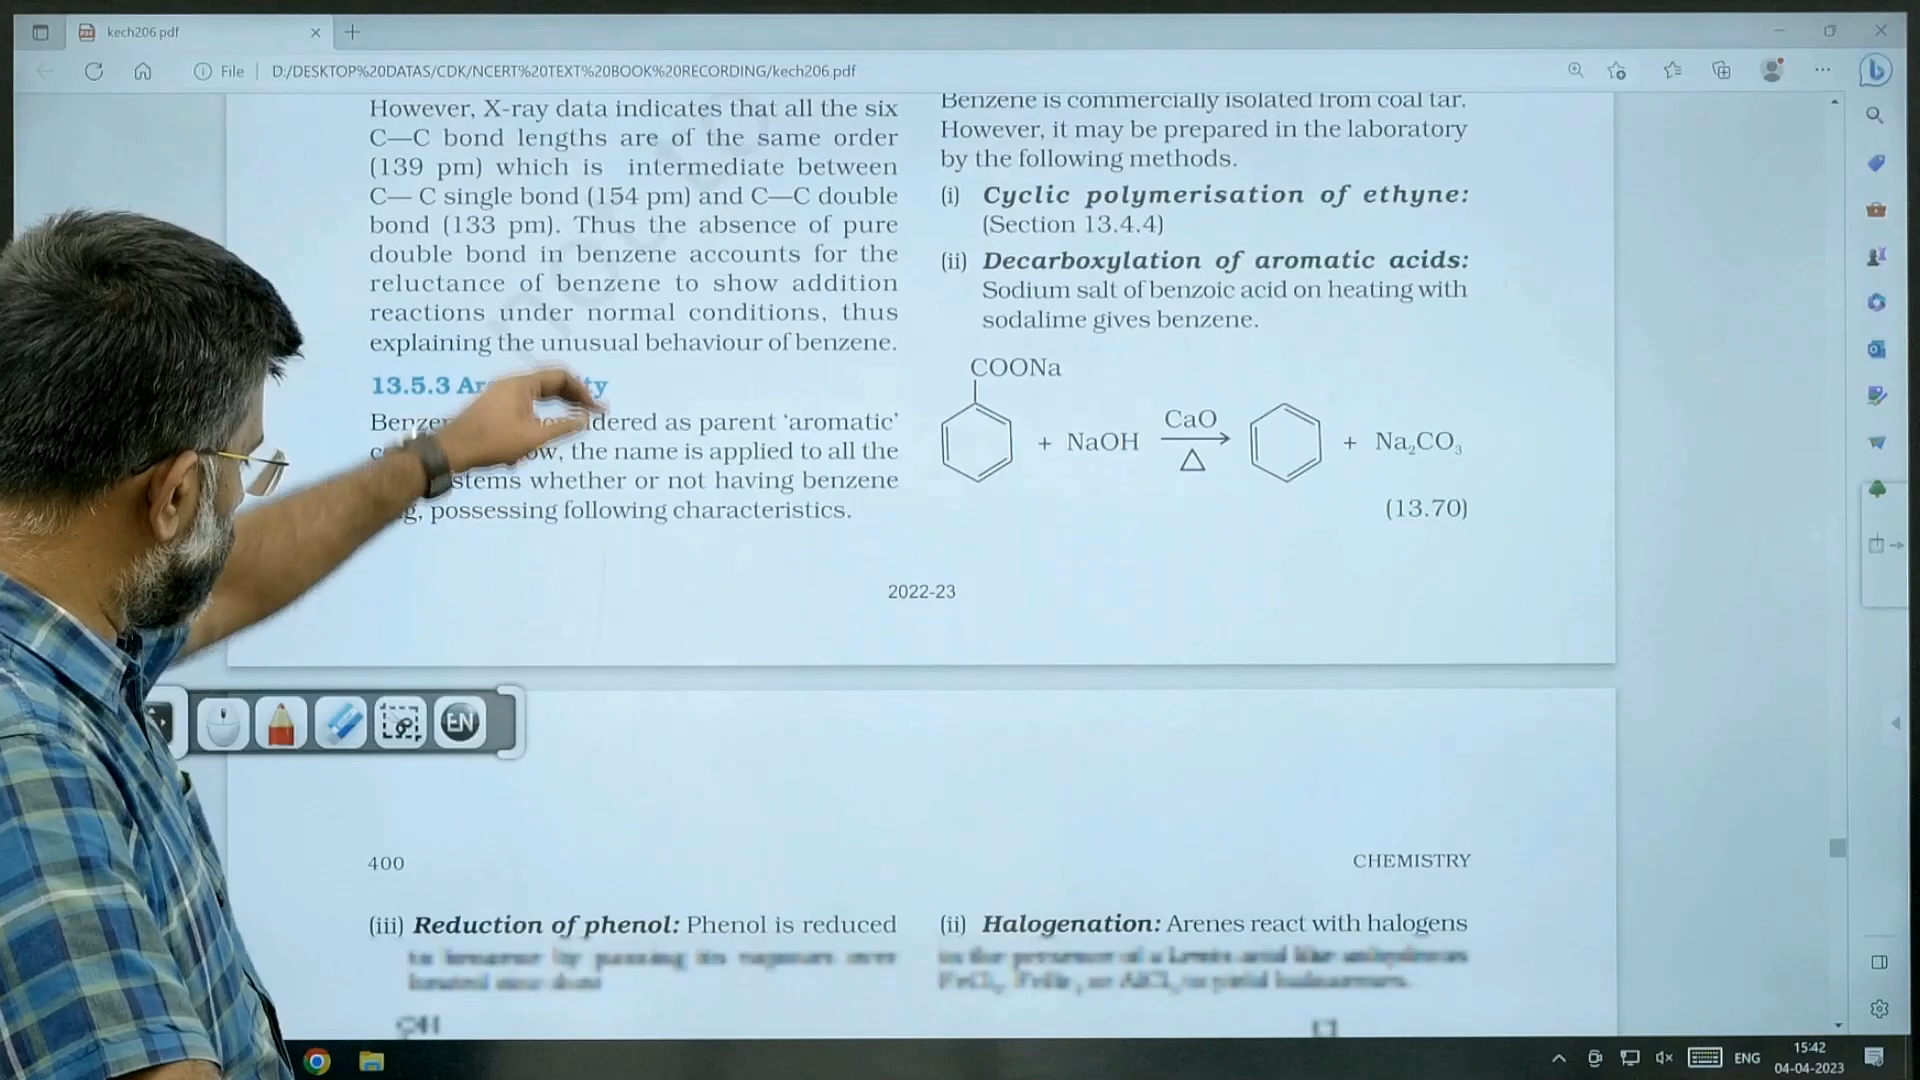 kech206.pdf
File
D:/DESKTOP%20DATAS/CDK/NCERT%20TEXT%20BOOK%20RECORDING/kech206.pdf
However, X-ray data indicates that all the six
C—C bond lengths are of the same order
(139 pm) which is intermediate between
C— C single bond (154 pm) and C—C double
bond (133 pm). Thus the absence of pure
double bond in benzene accounts for the
reluctance of benzene to show addition
reactions under normal conditions, thus
explaining the unusual behaviour of benzene.
13.5.3
as parent ‘aromatic’
the name is applied to all the
whether or not having benzene
possessing following characteristics.
Benzene is commercially isolated from coal tar.
However, it may be prepared in the laboratory
by the following methods.
(i) Cyclic polymerisation of ethyne:
(Section 13.4.4)
(ii) Decarboxylation of aromatic acids:
Sodium salt of benzoic acid on heating with
sodalime gives benzene.
COONa
+ NaOH CaO △ + Na₂CO₃
(13.70)
2022-23
EN
400
CHEMISTRY
(iii) Reduction of phenol: Phenol is reduced
(ii) Halogenation: Arenes react with halogens
ENG
15:42
04-04-2023